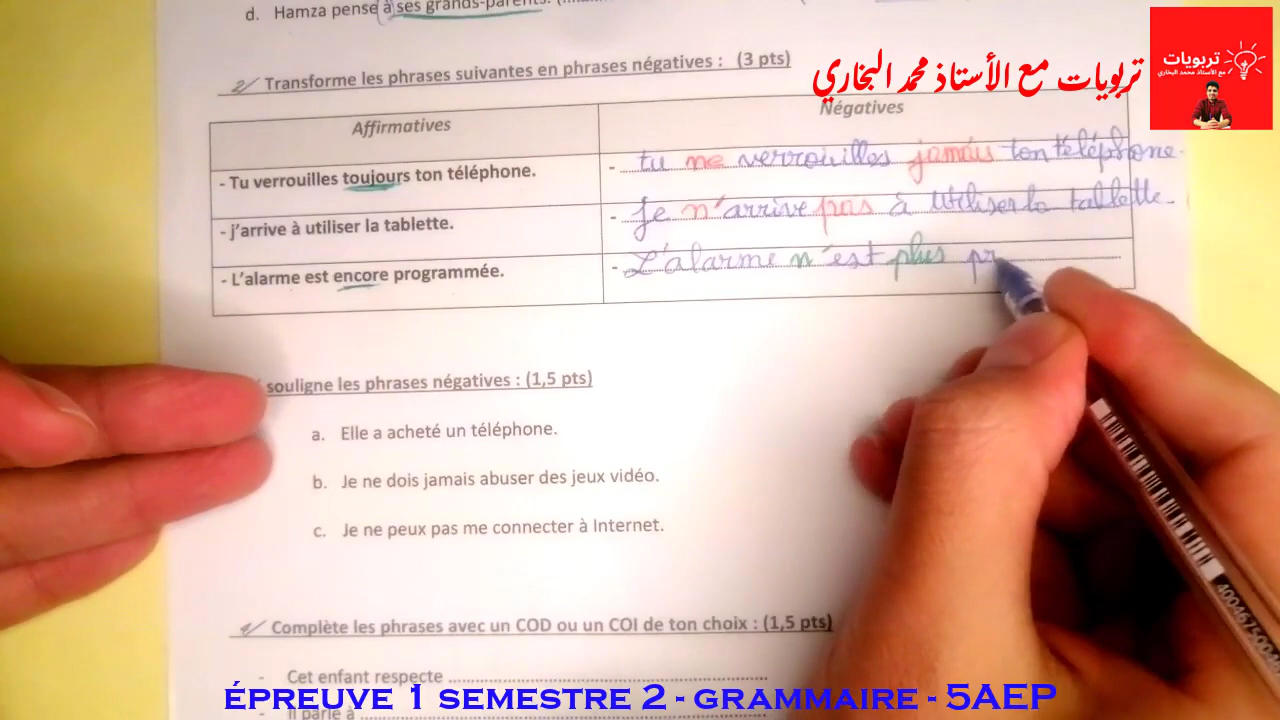 d. Hamza pense à ses grands-parents.
2/ Transforme les phrases suivantes en phrases négatives : (3 pts)
تربويات مع الأستاذ محمد البخاري
تربويات
مع الأستاذ محمد البخاري
Affirmatives
Négatives
- Tu verrouilles toujours ton téléphone.
- tu ne verrouilles jamais ton téléphone.
- j'arrive à utiliser la tablette.
- Je n'arrive pas à utiliser la tablette.
- L'alarme est encore programmée.
- L'alarme n'est plus pr
souligne les phrases négatives : (1,5 pts)
a. Elle a acheté un téléphone.
b. Je ne dois jamais abuser des jeux vidéo.
c. Je ne peux pas me connecter à Internet.
4/ Complète les phrases avec un COD ou un COI de ton choix : (1,5 pts)
- Cet enfant respecte
- Il parle à
ÉPREUVE 1 SEMESTRE 2 - GRAMMAIRE - 5AEP